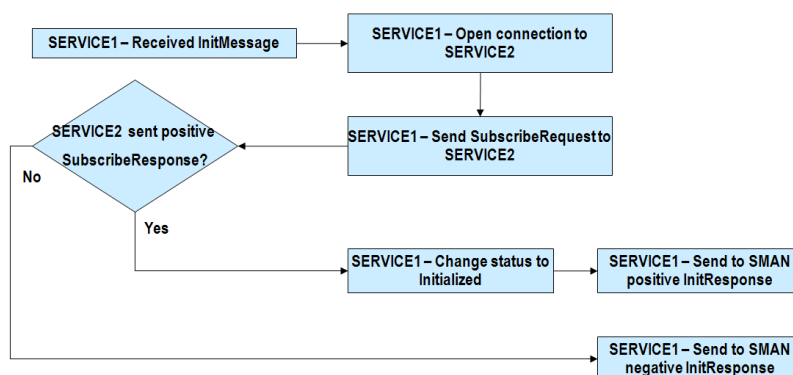 SERVICE1 – Received InitMessage
SERVICE1 – Open connection to
SERVICE2
SERVICE2 sent positive
SubscribeResponse?
SERVICE1 – Send SubscribeRequest to
SERVICE2
No
Yes
SERVICE1 – Change status to
Initialized
SERVICE1 – Send to SMAN
positive InitResponse
SERVICE1 – Send to SMAN
negative InitResponse